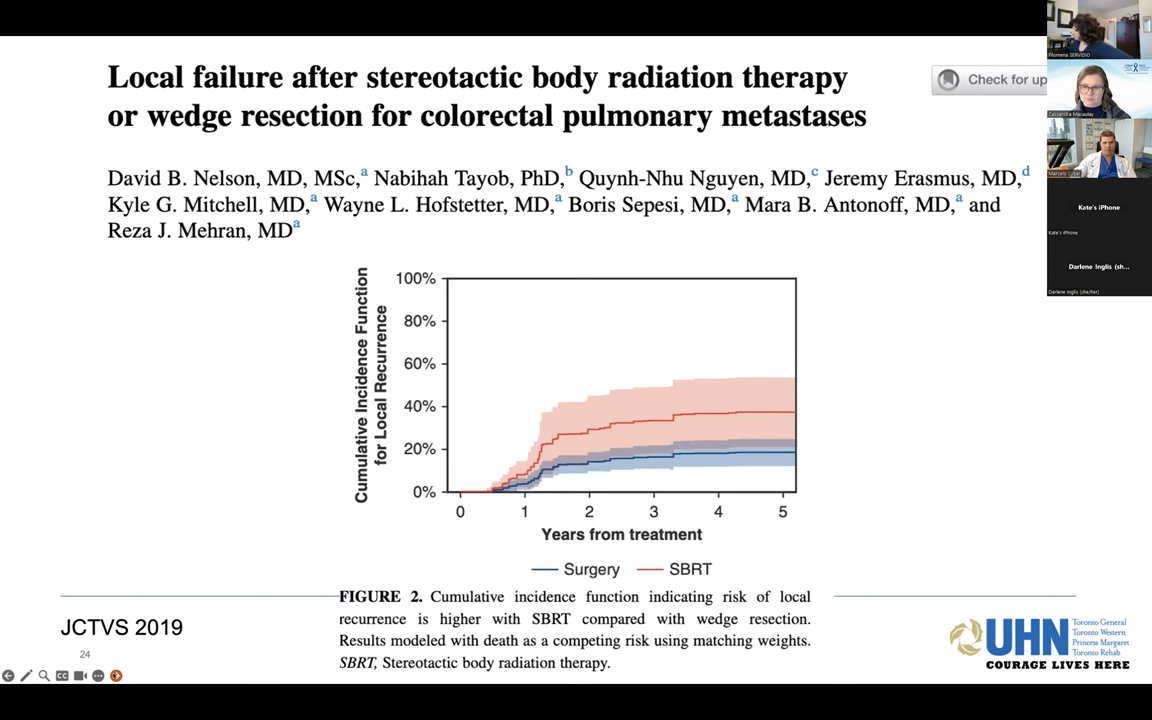 Local failure after stereotactic body radiation therapy
or wedge resection for colorectal pulmonary metastases
Check for up
David B. Nelson, MD, MSc,a Nabihah Tayob, PhD,b Quynh-Nhu Nguyen, MD,c Jeremy Erasmus, MD,d
Kyle G. Mitchell, MD,a Wayne L. Hofstetter, MD,a Boris Sepesi, MD,a Mara B. Antonoff, MD,a and
Reza J. Mehran, MDa
Cumulative Incidence Function
for Local Recurrence
100%
80%
60%
40%
20%
0%
0 1 2 3 4 5
Years from treatment
Surgery SBRT
FIGURE 2. Cumulative incidence function indicating risk of local
recurrence is higher with SBRT compared with wedge resection.
Results modeled with death as a competing risk using matching weights.
SBRT, Stereotactic body radiation therapy.
JCTVS 2019
24
CC
UHN
Toronto General
Toronto Western
Princess Margaret
Toronto Rehab
COURAGE LIVES HERE
Filomena SERVIDIO
Cassandra Macaulay
Kate's iPhone
Kate's iPhone
Darlene Inglis (sh...
Darlene Inglis (she/her)